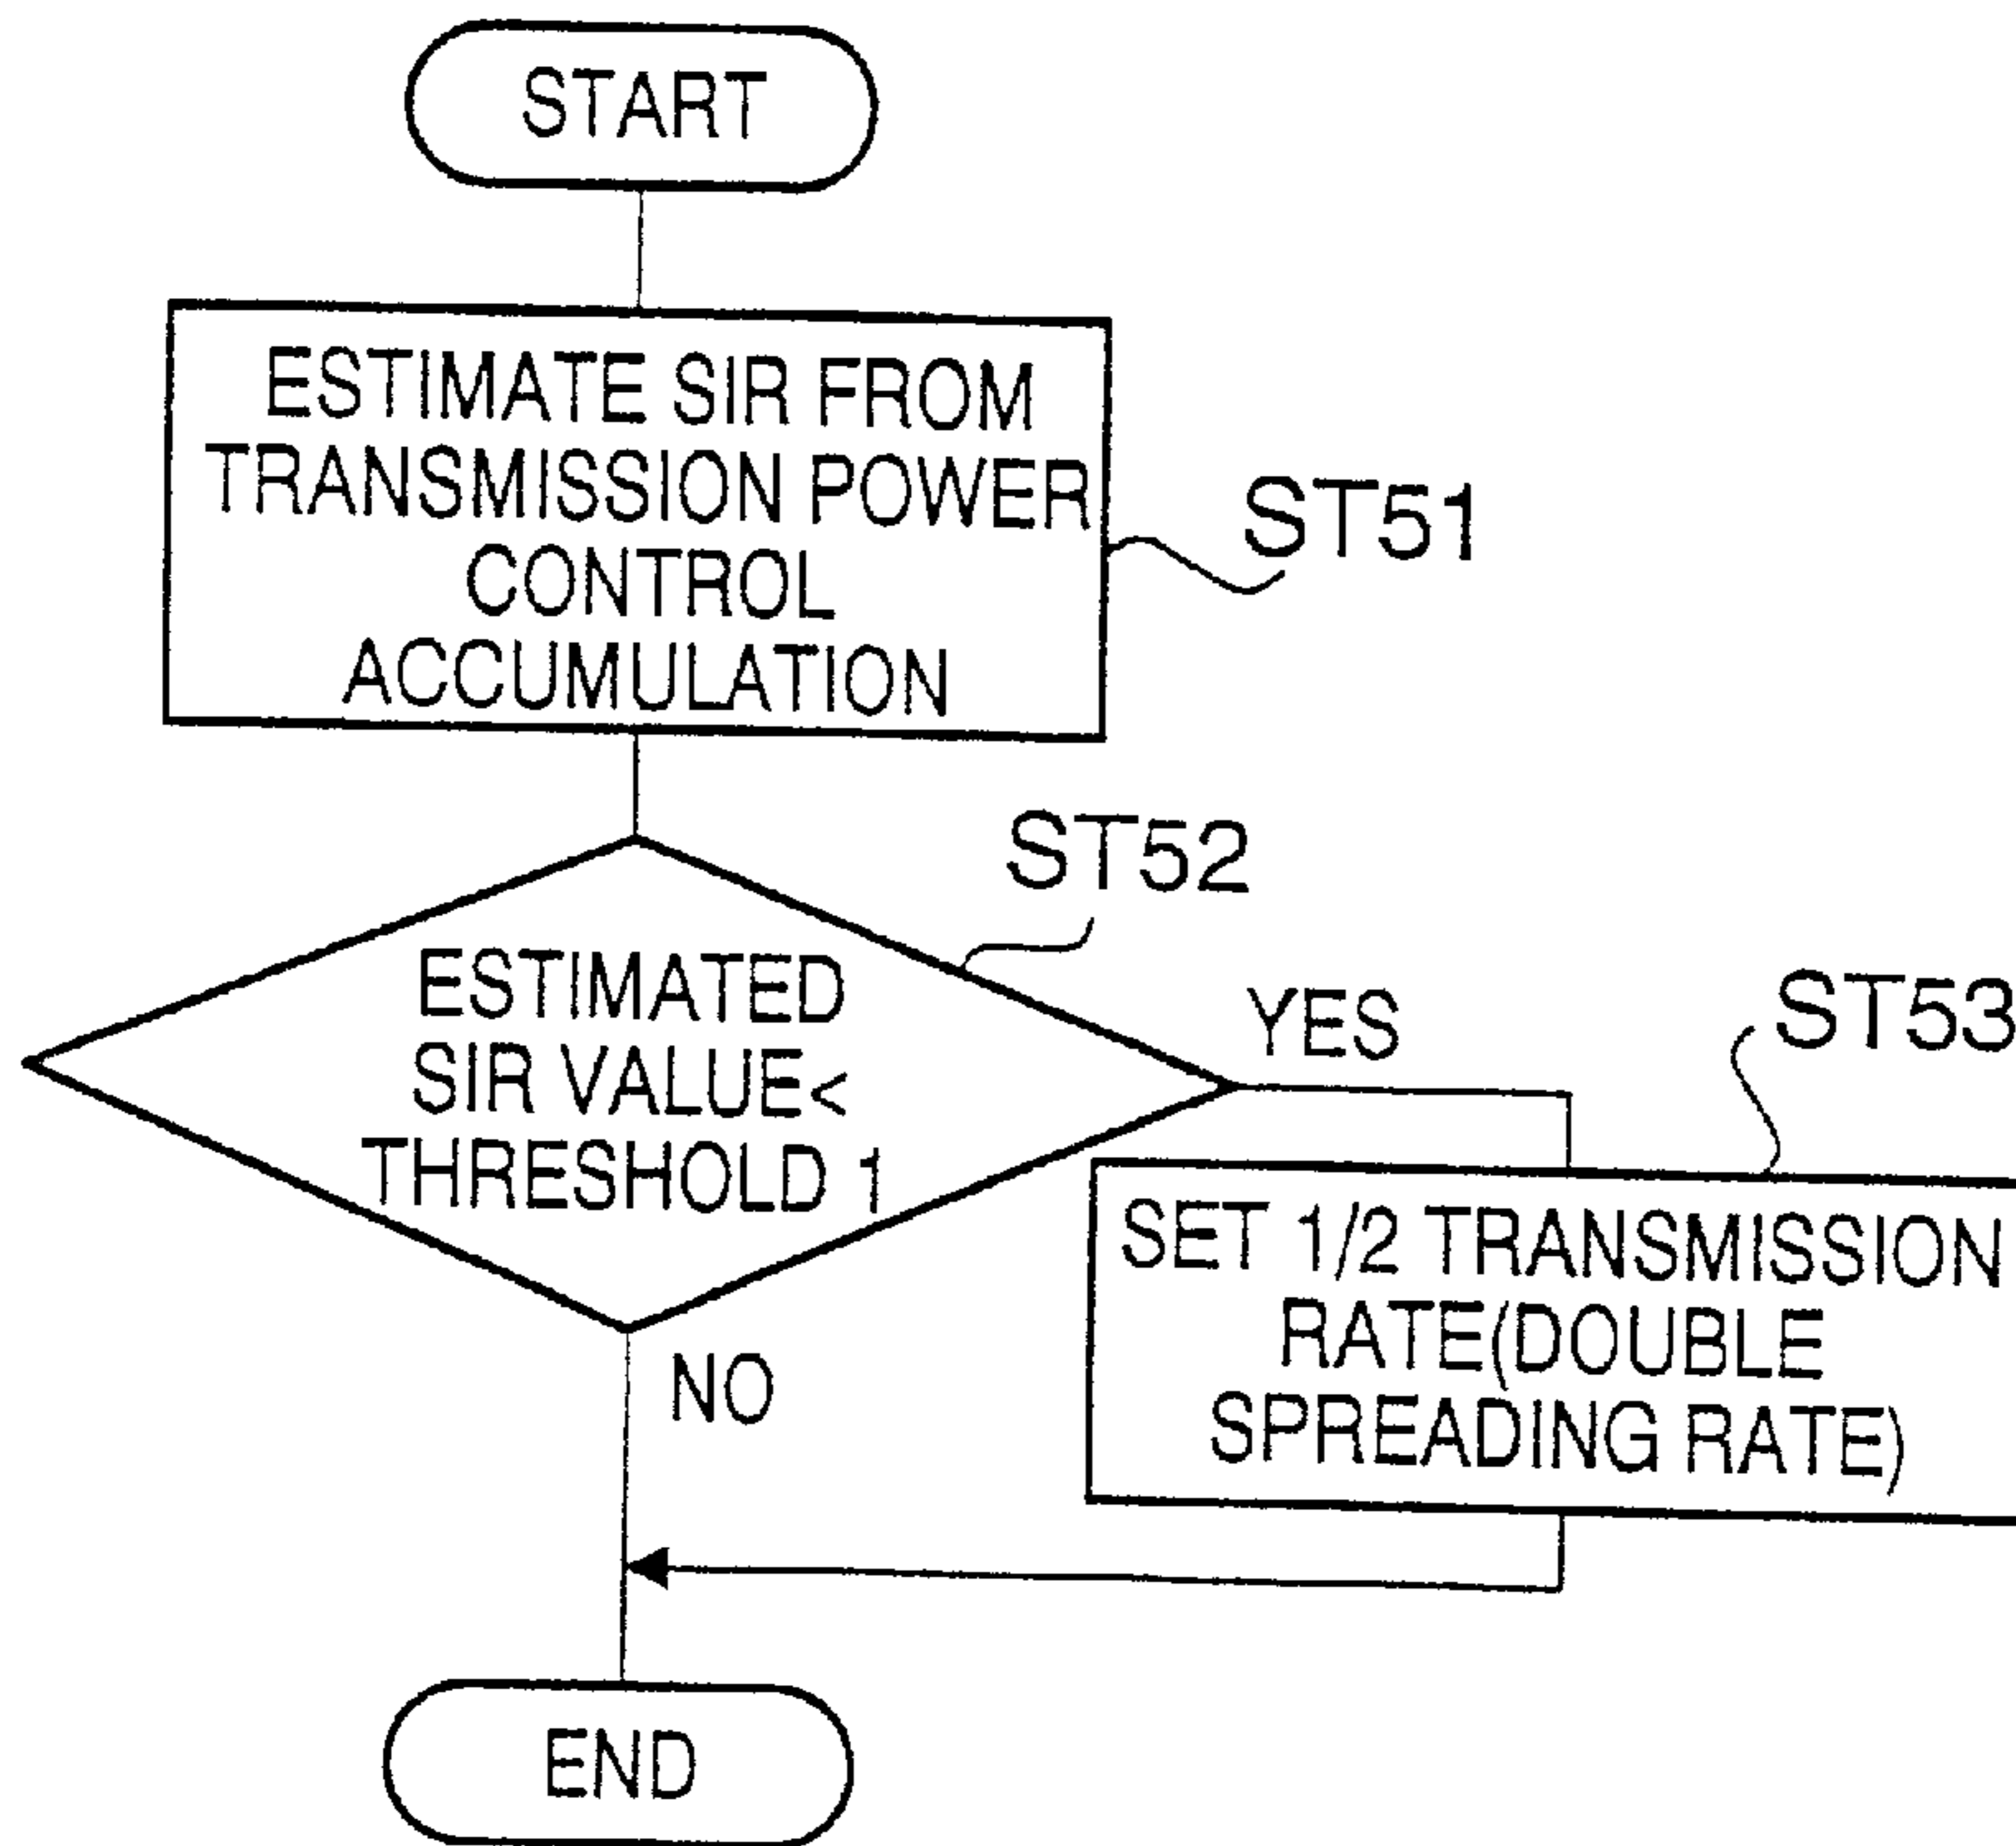 START
ESTIMATE SIR FROM
TRANSMISSION POWER
CONTROL
ACCUMULATION
ST51
ST52
ESTIMATED
SIR VALUE<
THRESHOLD 1
YES
ST53
SET 1/2 TRANSMISSION
RATE(DOUBLE
SPREADING RATE)
NO
END